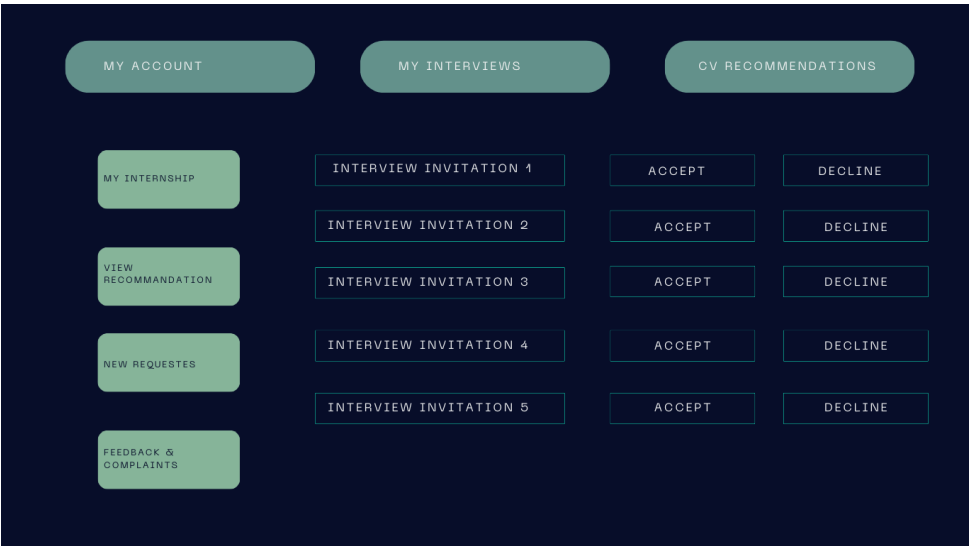 MY ACCOUNT
MY INTERVIEWS
CV RECOMMENDATIONS
MY INTERNSHIP
VIEW
RECOMMANDATION
NEW REQUESTES
FEEDBACK &
COMPLAINTS
INTERVIEW INVITATION 1
ACCEPT
DECLINE
INTERVIEW INVITATION 2
ACCEPT
DECLINE
INTERVIEW INVITATION 3
ACCEPT
DECLINE
INTERVIEW INVITATION 4
ACCEPT
DECLINE
INTERVIEW INVITATION 5
ACCEPT
DECLINE